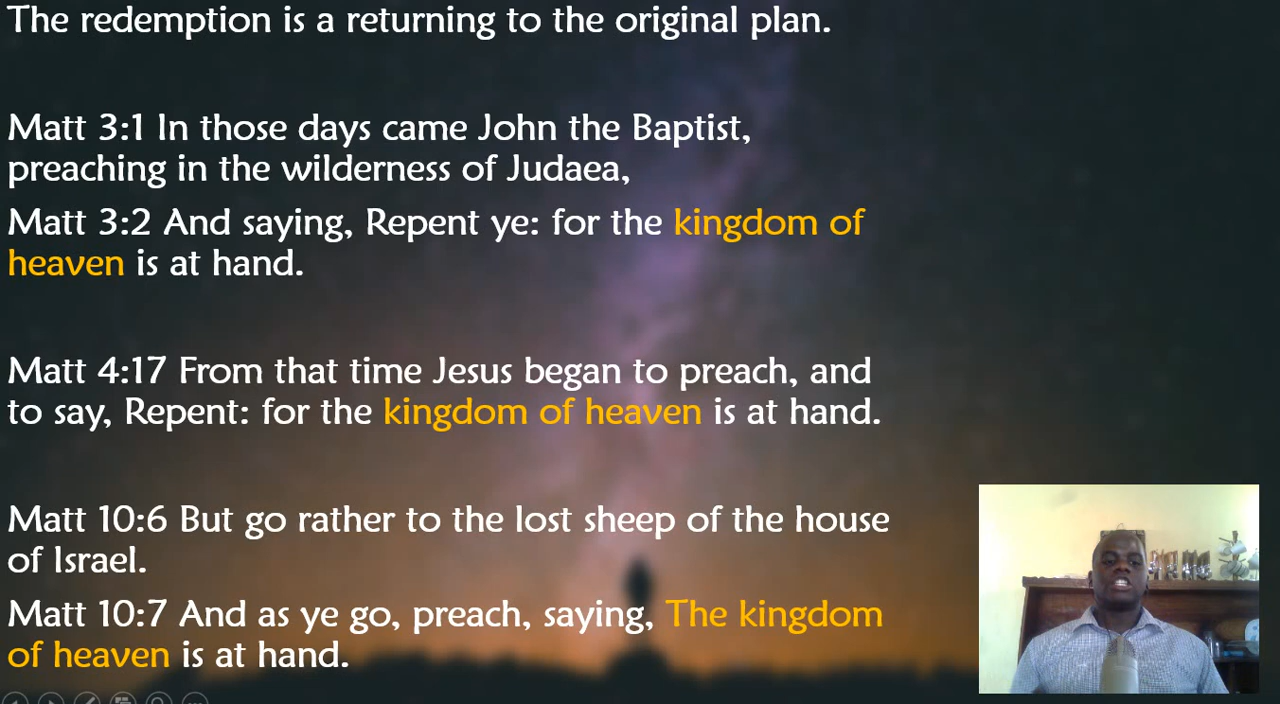 The redemption is a returning to the original plan.
Matt 3:1 In those days came John the Baptist,
preaching in the wilderness of Judaea,
Matt 3:2 And saying, Repent ye: for the kingdom of
heaven is at hand.
Matt 4:17 From that time Jesus began to preach, and
to say, Repent: for the kingdom of heaven is at hand.
Matt 10:6 But go rather to the lost sheep of the house
of Israel.
Matt 10:7 And as ye go, preach, saying, The kingdom
of heaven is at hand.